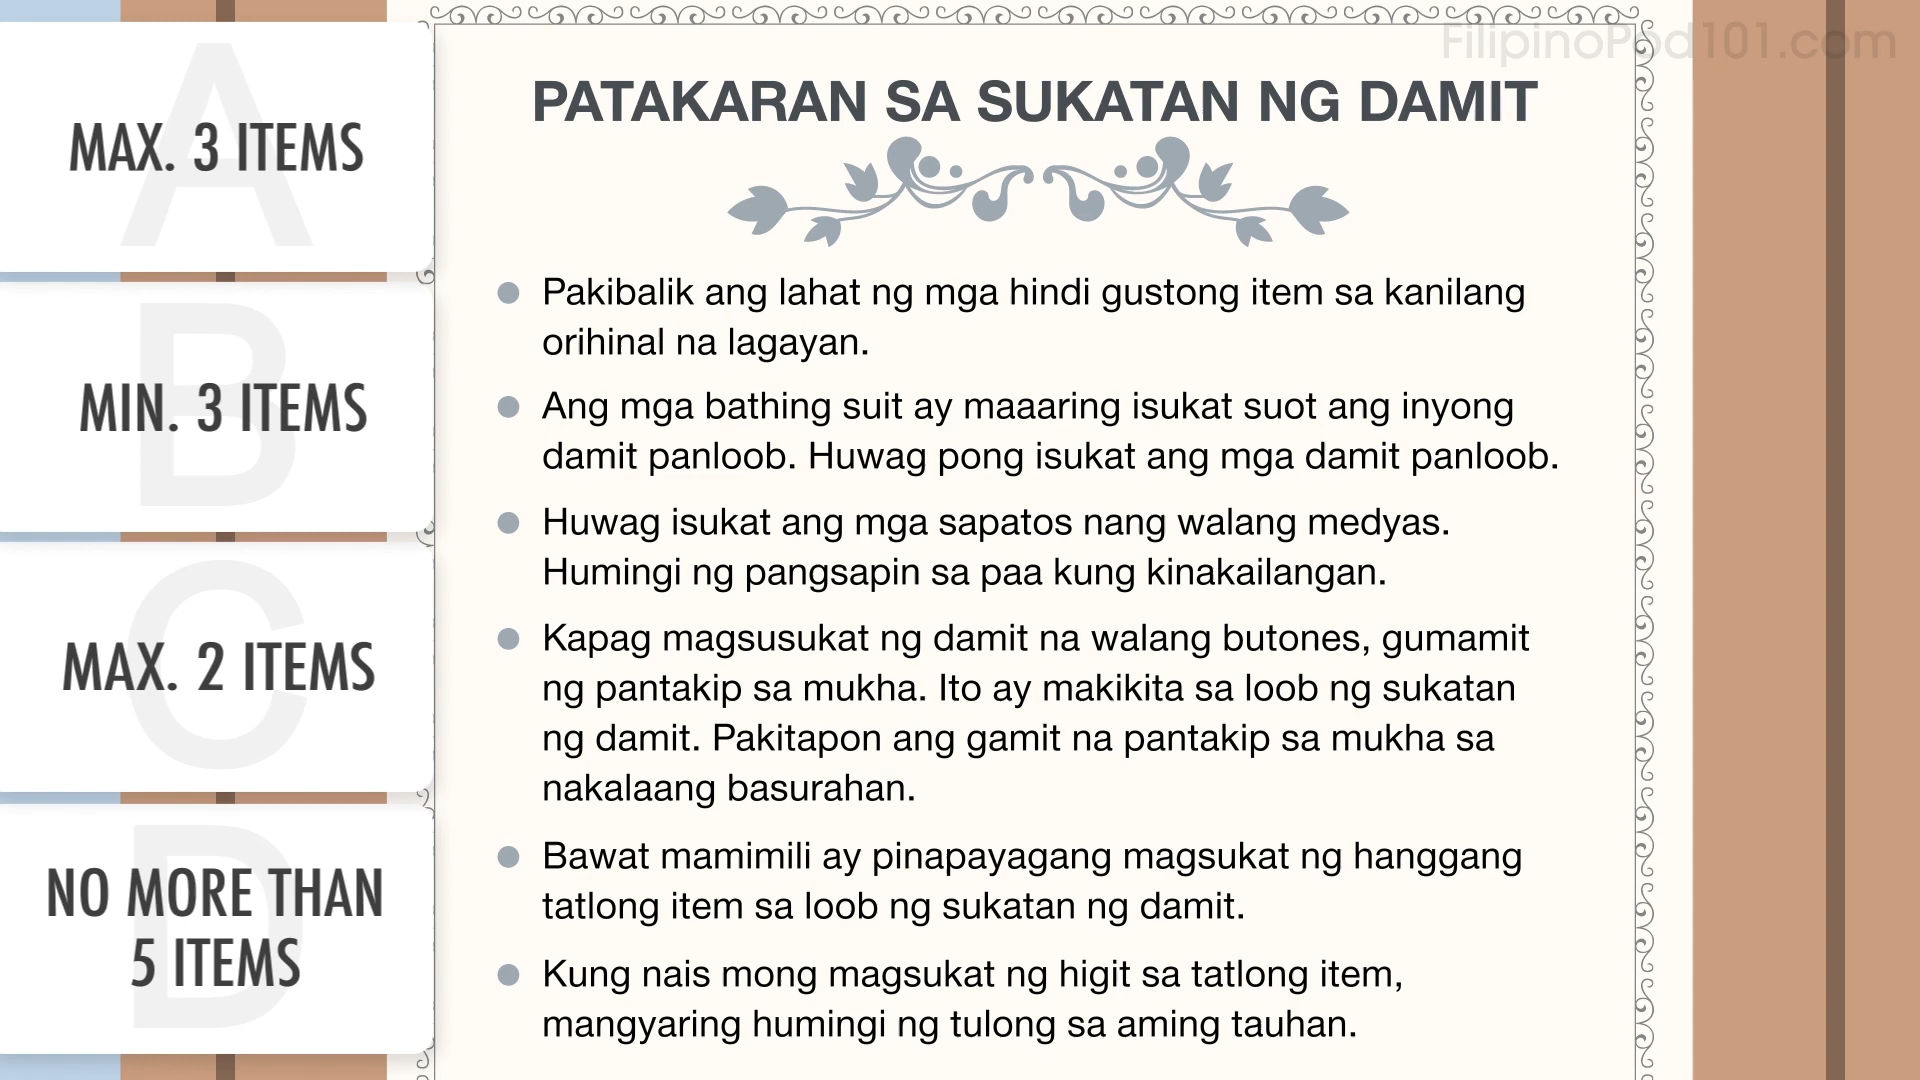 FilipinoPod101.com
A
MAX. 3 ITEMS
B
MIN. 3 ITEMS
C
MAX. 2 ITEMS
D
NO MORE THAN
5 ITEMS
PATAKARAN SA SUKATAN NG DAMIT
Pakibalik ang lahat ng mga hindi gustong item sa kanilang
orihinal na lagayan.
Ang mga bathing suit ay maaaring isukat suot ang inyong
damit panloob. Huwag pong isukat ang mga damit panloob.
Huwag isukat ang mga sapatos nang walang medyas.
Humingi ng pangsapin sa paa kung kinakailangan.
Kapag magsusukat ng damit na walang butones, gumamit
ng pantakip sa mukha. Ito ay makikita sa loob ng sukatan
ng damit. Pakitapon ang gamit na pantakip sa mukha sa
nakalaang basurahan.
Bawat mamimili ay pinapayagang magsukat ng hanggang
tatlong item sa loob ng sukatan ng damit.
Kung nais mong magsukat ng higit sa tatlong item,
mangyaring humingi ng tulong sa aming tauhan.